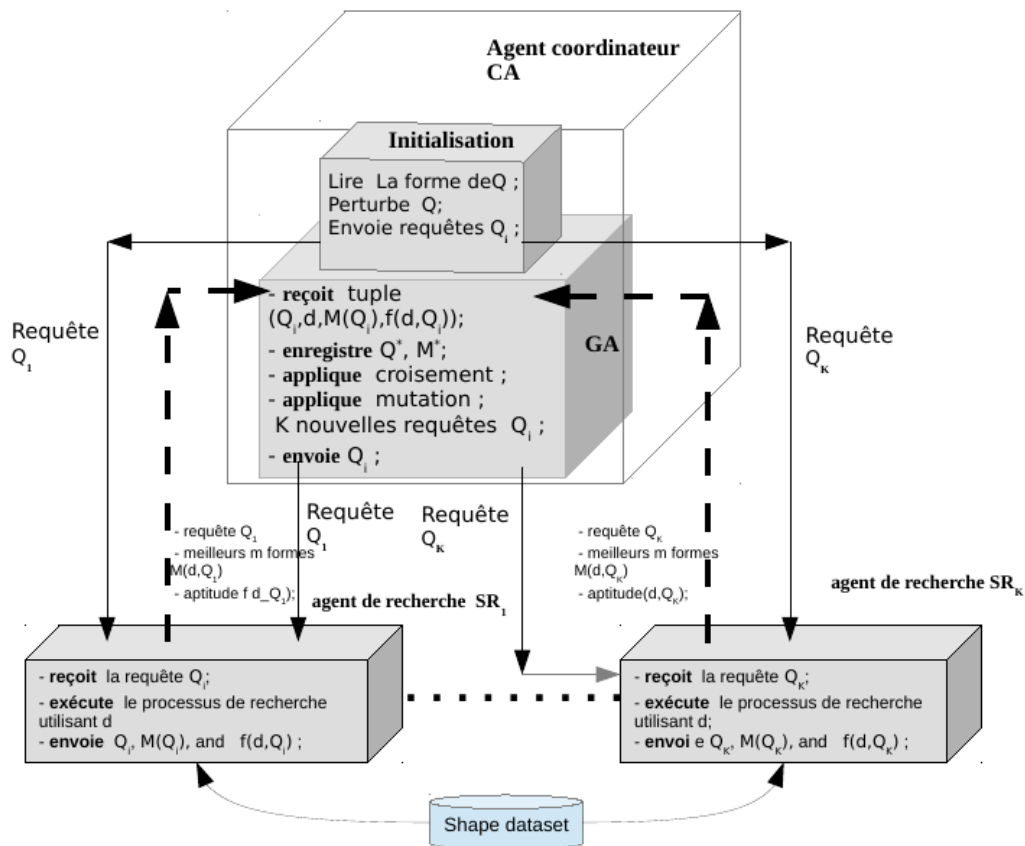 Agent coordinateur
CA
Initialisation
Lire La forme deQ ;
Perturbe Q;
Envoie requêtes Qi ;
- reçoit tuple
(Qi,d,M(Qi),f(d,Qi));
- enregistre Q*, M*;
- applique croisement ;
- applique mutation ;
K nouvelles requêtes Qi ;
- envoie Qi ;
GA
Requête
Q1
Requête
QK
Requête
Q1
Requête
QK
- requête Q1
- meilleurs m formes
M(d,Q1)
- aptitude f d_Q1);
- requête QK
- meilleurs m formes
M(d,QK)
- aptitude(d,QK);
agent de recherche SR1
agent de recherche SRK
- reçoit la requête Qi;
- exécute le processus de recherche
utilisant d
- envoie Qi, M(Qi), and f(d,Qi) ;
- reçoit la requête QK;
- exécute le processus de recherche
utilisant d;
- envoi e QK, M(QK), and f(d,QK) ;
Shape dataset